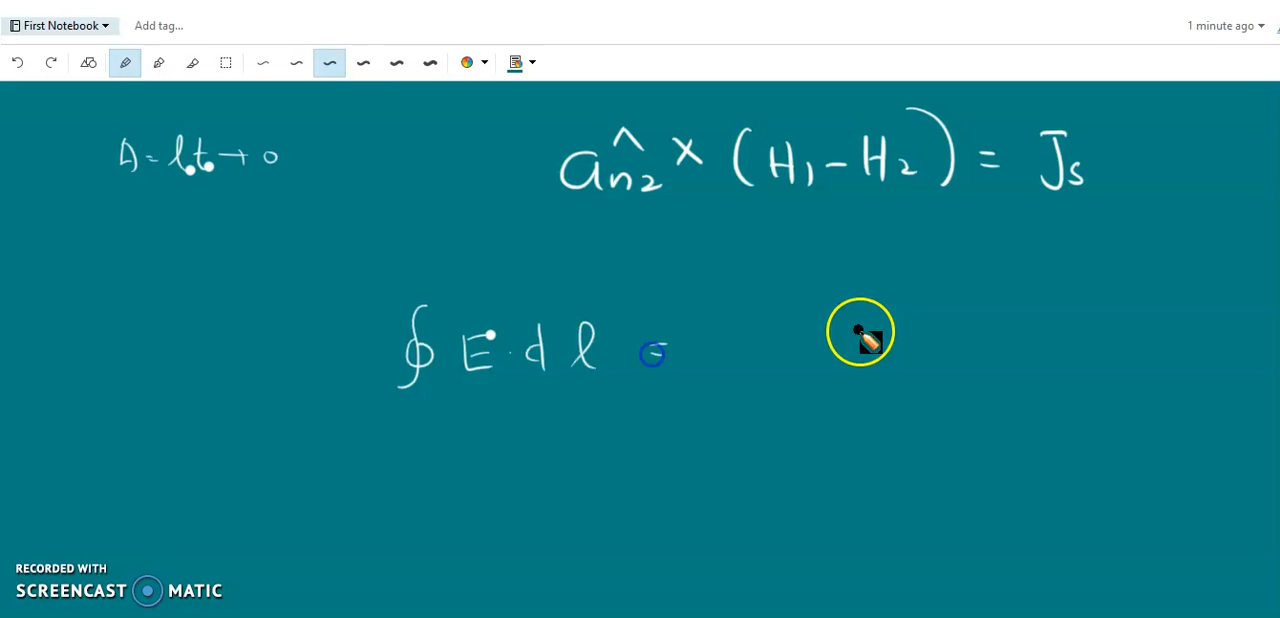 First Notebook Add tag... 1 minute ago
A = lt → 0
aₙ₂^ × (H₁ - H₂) = Jₛ
∮ E · dl =
RECORDED WITH
SCREENCAST MATIC